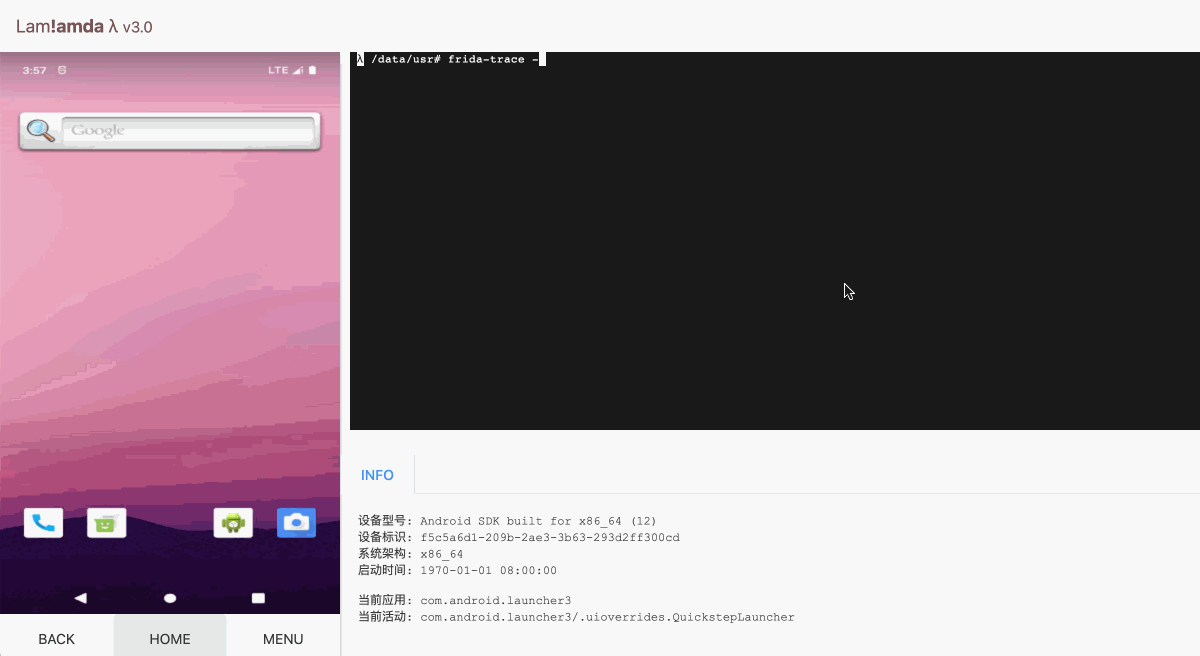 Lam!amda λ v3.0
3:57
LTE
Google
BACK
HOME
MENU
λ /data/usr# frida-trace -
INFO
设备型号: Android SDK built for x86_64 (12)
设备标识: f5c5a6d1-209b-2ae3-3b63-293d2ff300cd
系统架构: x86_64
启动时间: 1970-01-01 08:00:00
当前应用: com.android.launcher3
当前活动: com.android.launcher3/.uioverrides.QuickstepLauncher